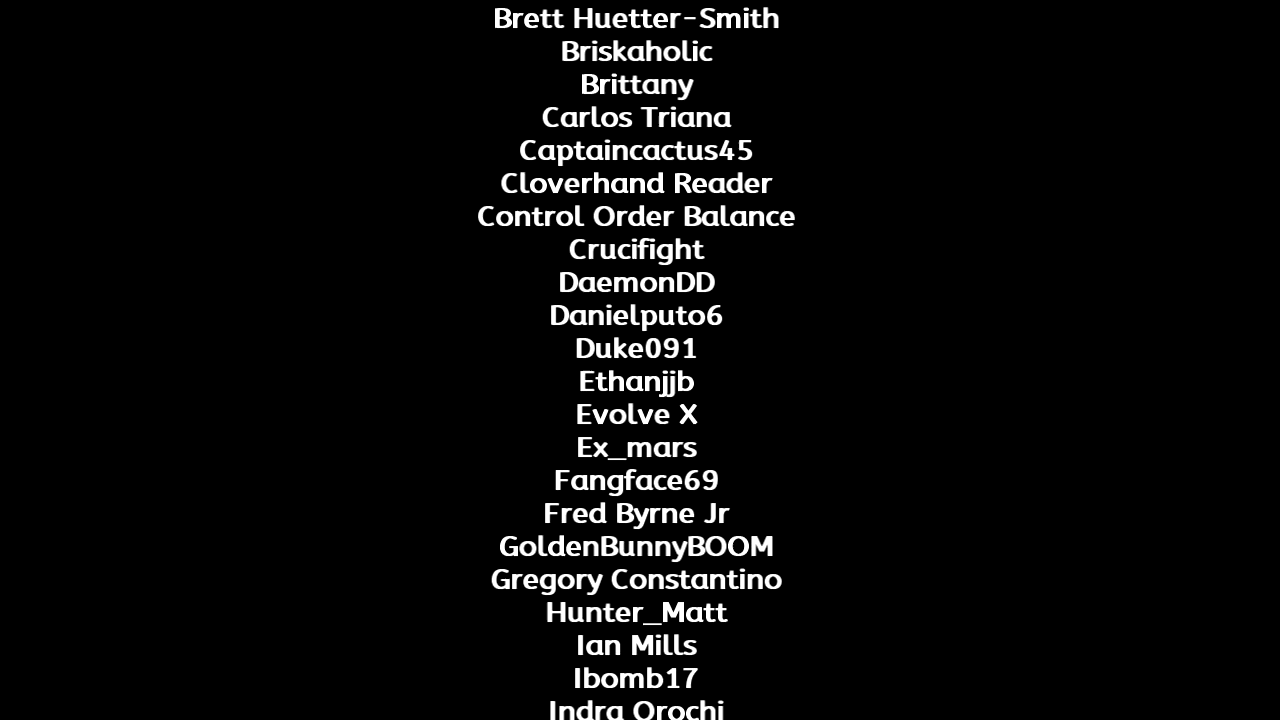 Brett Huetter-Smith
Briskaholic
Brittany
Carlos Triana
Captaincactus45
Cloverhand Reader
Control Order Balance
Crucifight
DaemonDD
Danielputo6
Duke091
Ethanjjb
Evolve X
Ex_mars
Fangface69
Fred Byrne Jr
GoldenBunnyBOOM
Gregory Constantino
Hunter_Matt
Ian Mills
Ibomb17
Indra Orochi